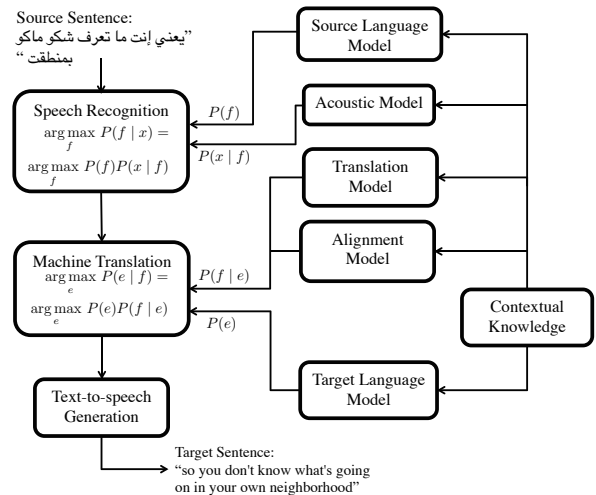 Source Sentence:
”يعني إنت ما تعرف شكو ماكو
بمنطقت “
Source Language
Model
Speech Recognition
arg max P(f | x) =
f
arg max P(f)P(x | f)
f
P(f)
P(x | f)
Acoustic Model
Translation
Model
Alignment
Model
Machine Translation
arg max P(e | f) =
e
arg max P(e)P(f | e)
e
P(f | e)
P(e)
Contextual
Knowledge
Target Language
Model
Text-to-speech
Generation
Target Sentence:
“so you don't know what's going
on in your own neighborhood”